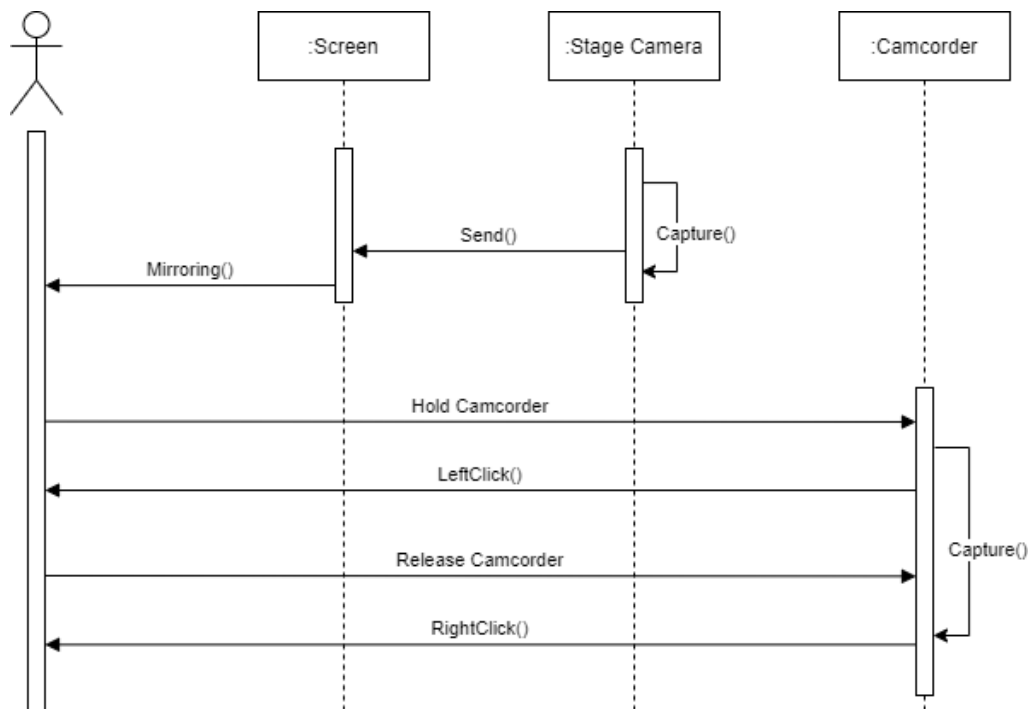 :Screen
:Stage Camera
:Camcorder
Send()
Capture()
Mirroring()
Hold Camcorder
LeftClick()
Capture()
Release Camcorder
RightClick()